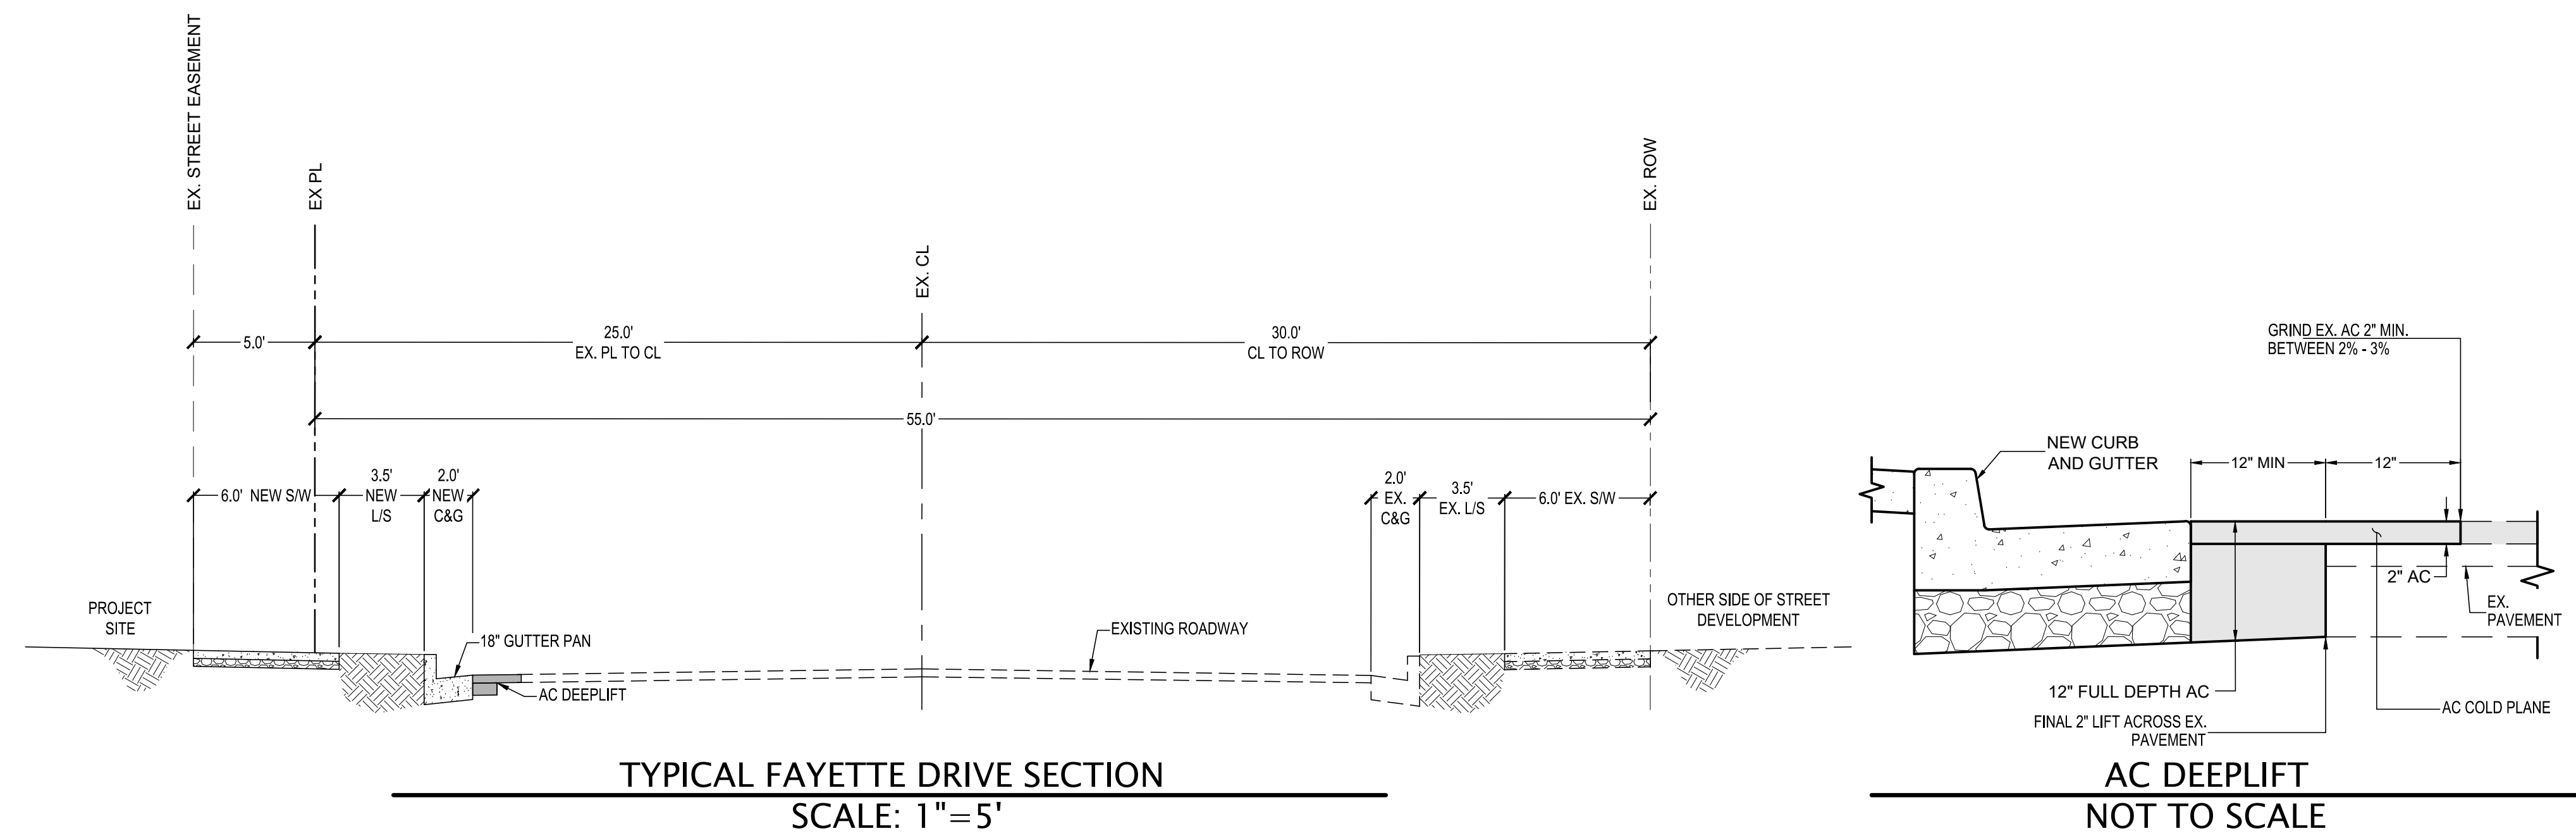 EX. STREET EASEMENT
EX PL
EX. CL
EX. ROW
5.0'
25.0'
EX. PL TO CL
30.0'
CL TO ROW
55.0'
6.0' NEW S/W
3.5'
NEW
L/S
2.0'
NEW
C&G
2.0'
EX.
C&G
3.5'
EX. L/S
6.0' EX. S/W
PROJECT
SITE
18" GUTTER PAN
AC DEEPLIFT
EXISTING ROADWAY
OTHER SIDE OF STREET
DEVELOPMENT
TYPICAL FAYETTE DRIVE SECTION
SCALE: 1"=5'
GRIND EX. AC 2" MIN.
BETWEEN 2% - 3%
NEW CURB
AND GUTTER
12" MIN
12"
2" AC
EX.
PAVEMENT
12" FULL DEPTH AC
AC COLD PLANE
FINAL 2" LIFT ACROSS EX.
PAVEMENT
AC DEEPLIFT
NOT TO SCALE